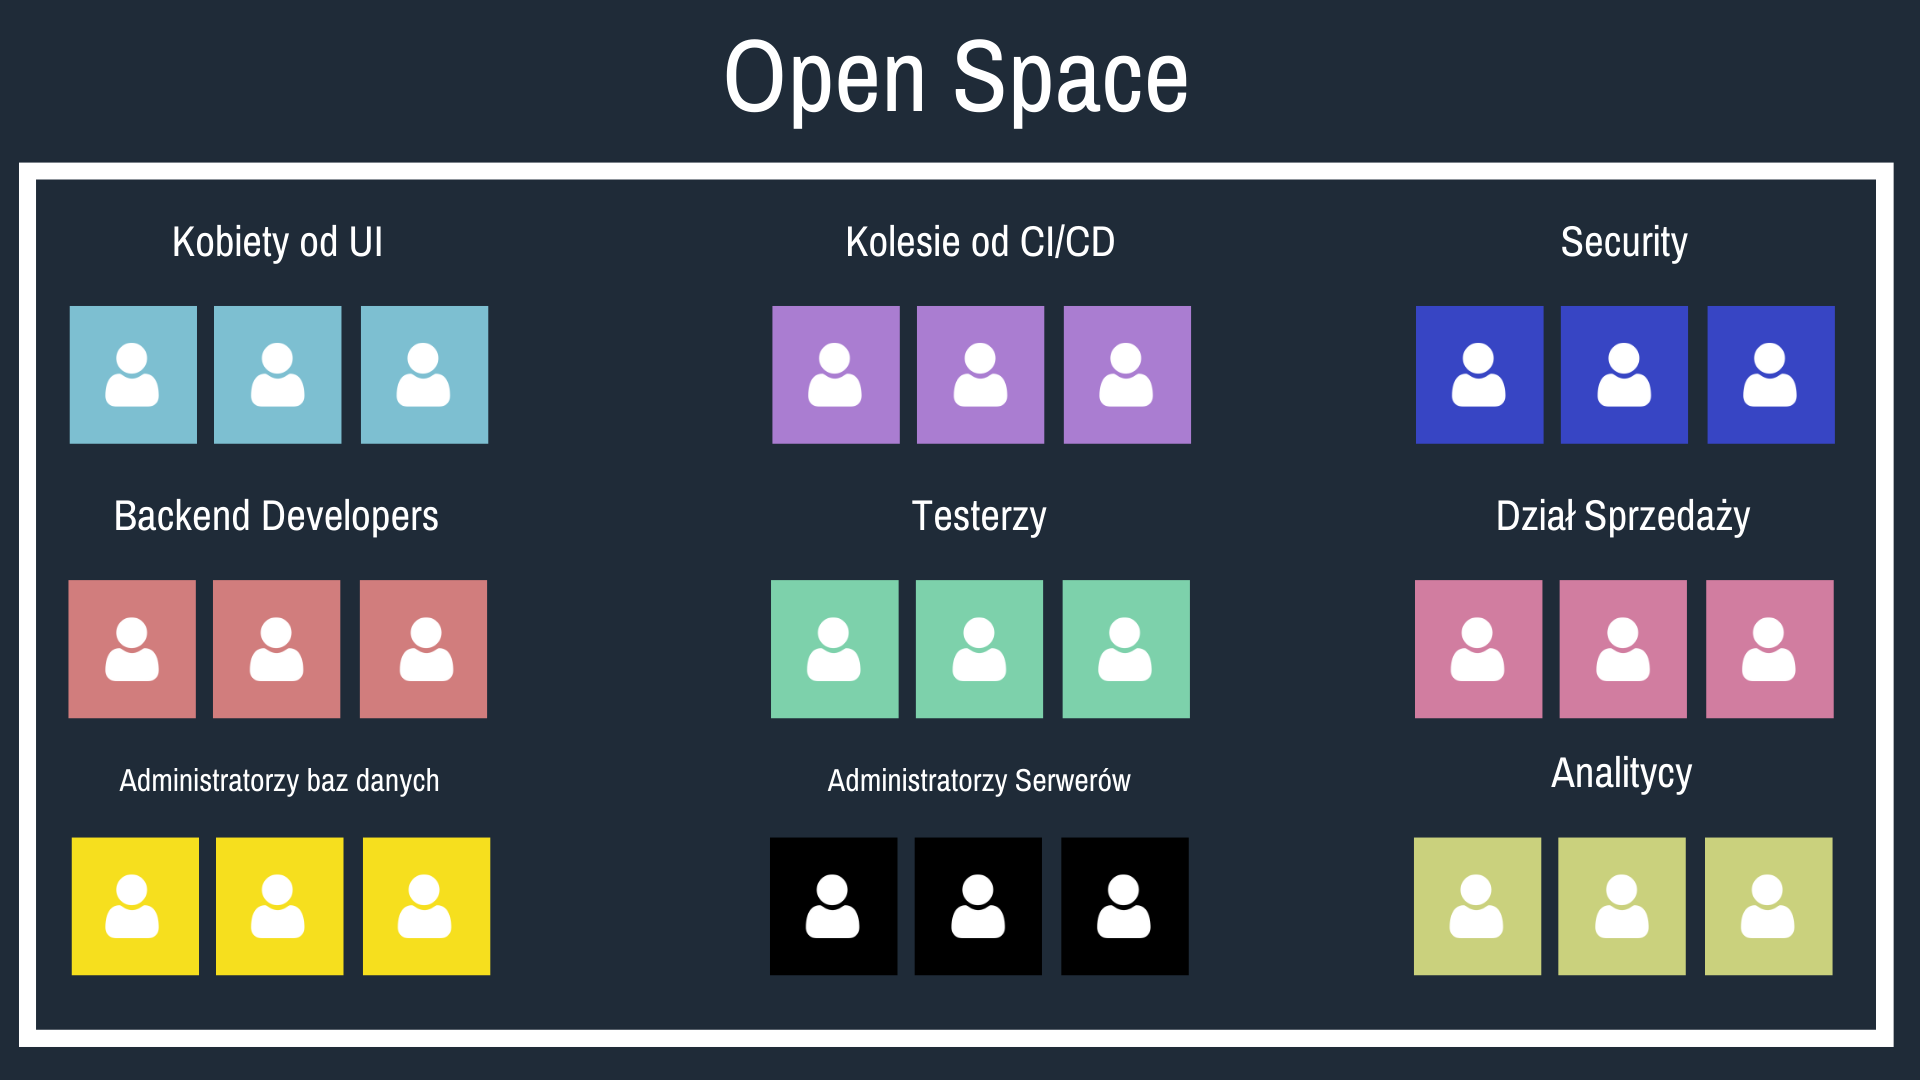 Open Space
Kobiety od UI
Kolesie od CI/CD
Security
Backend Developers
Testerzy
Dział Sprzedaży
Administratorzy baz danych
Administratorzy Serwerów
Analitycy